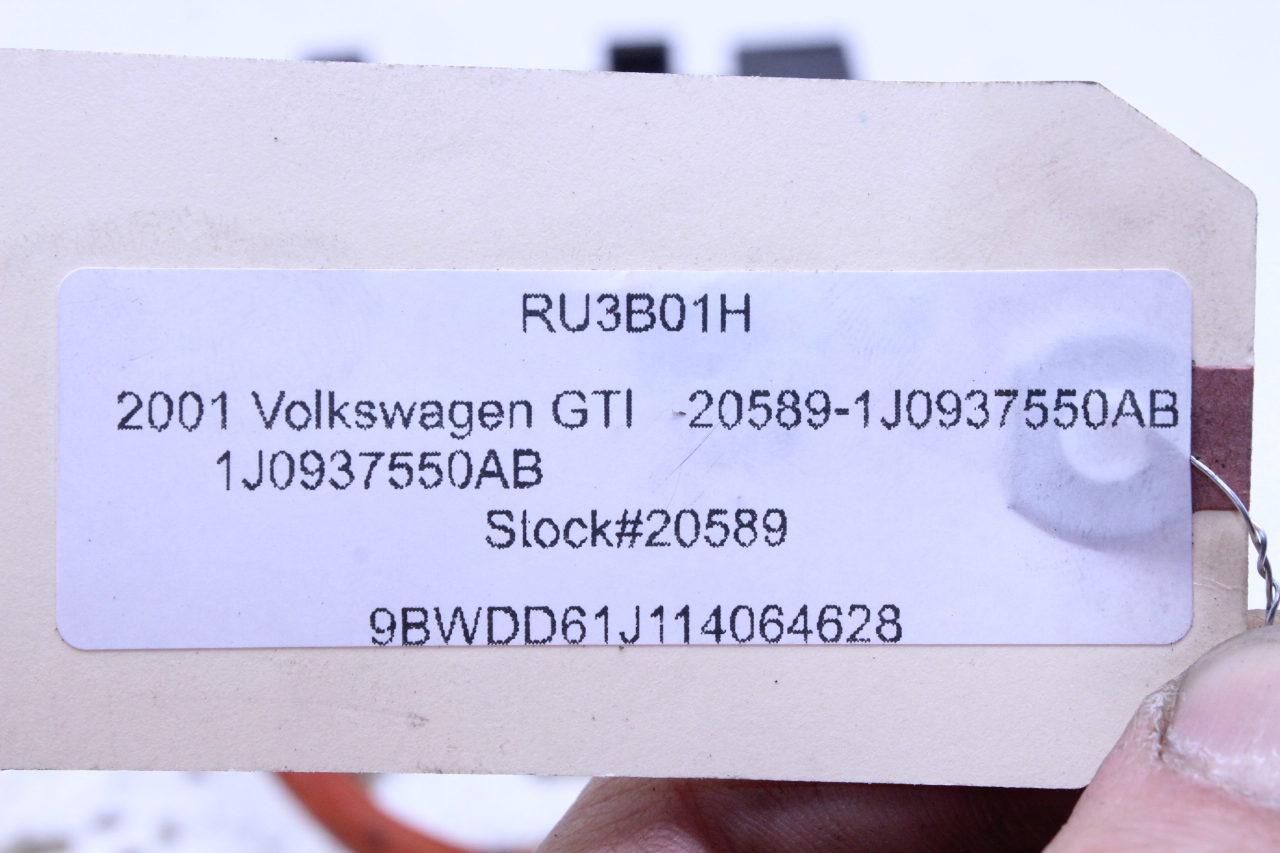 RU3B01H
2001 Volkswagen GTI -20589-1J0937550AB
1J0937550AB
Stock#20589
9BWDD61J114064628